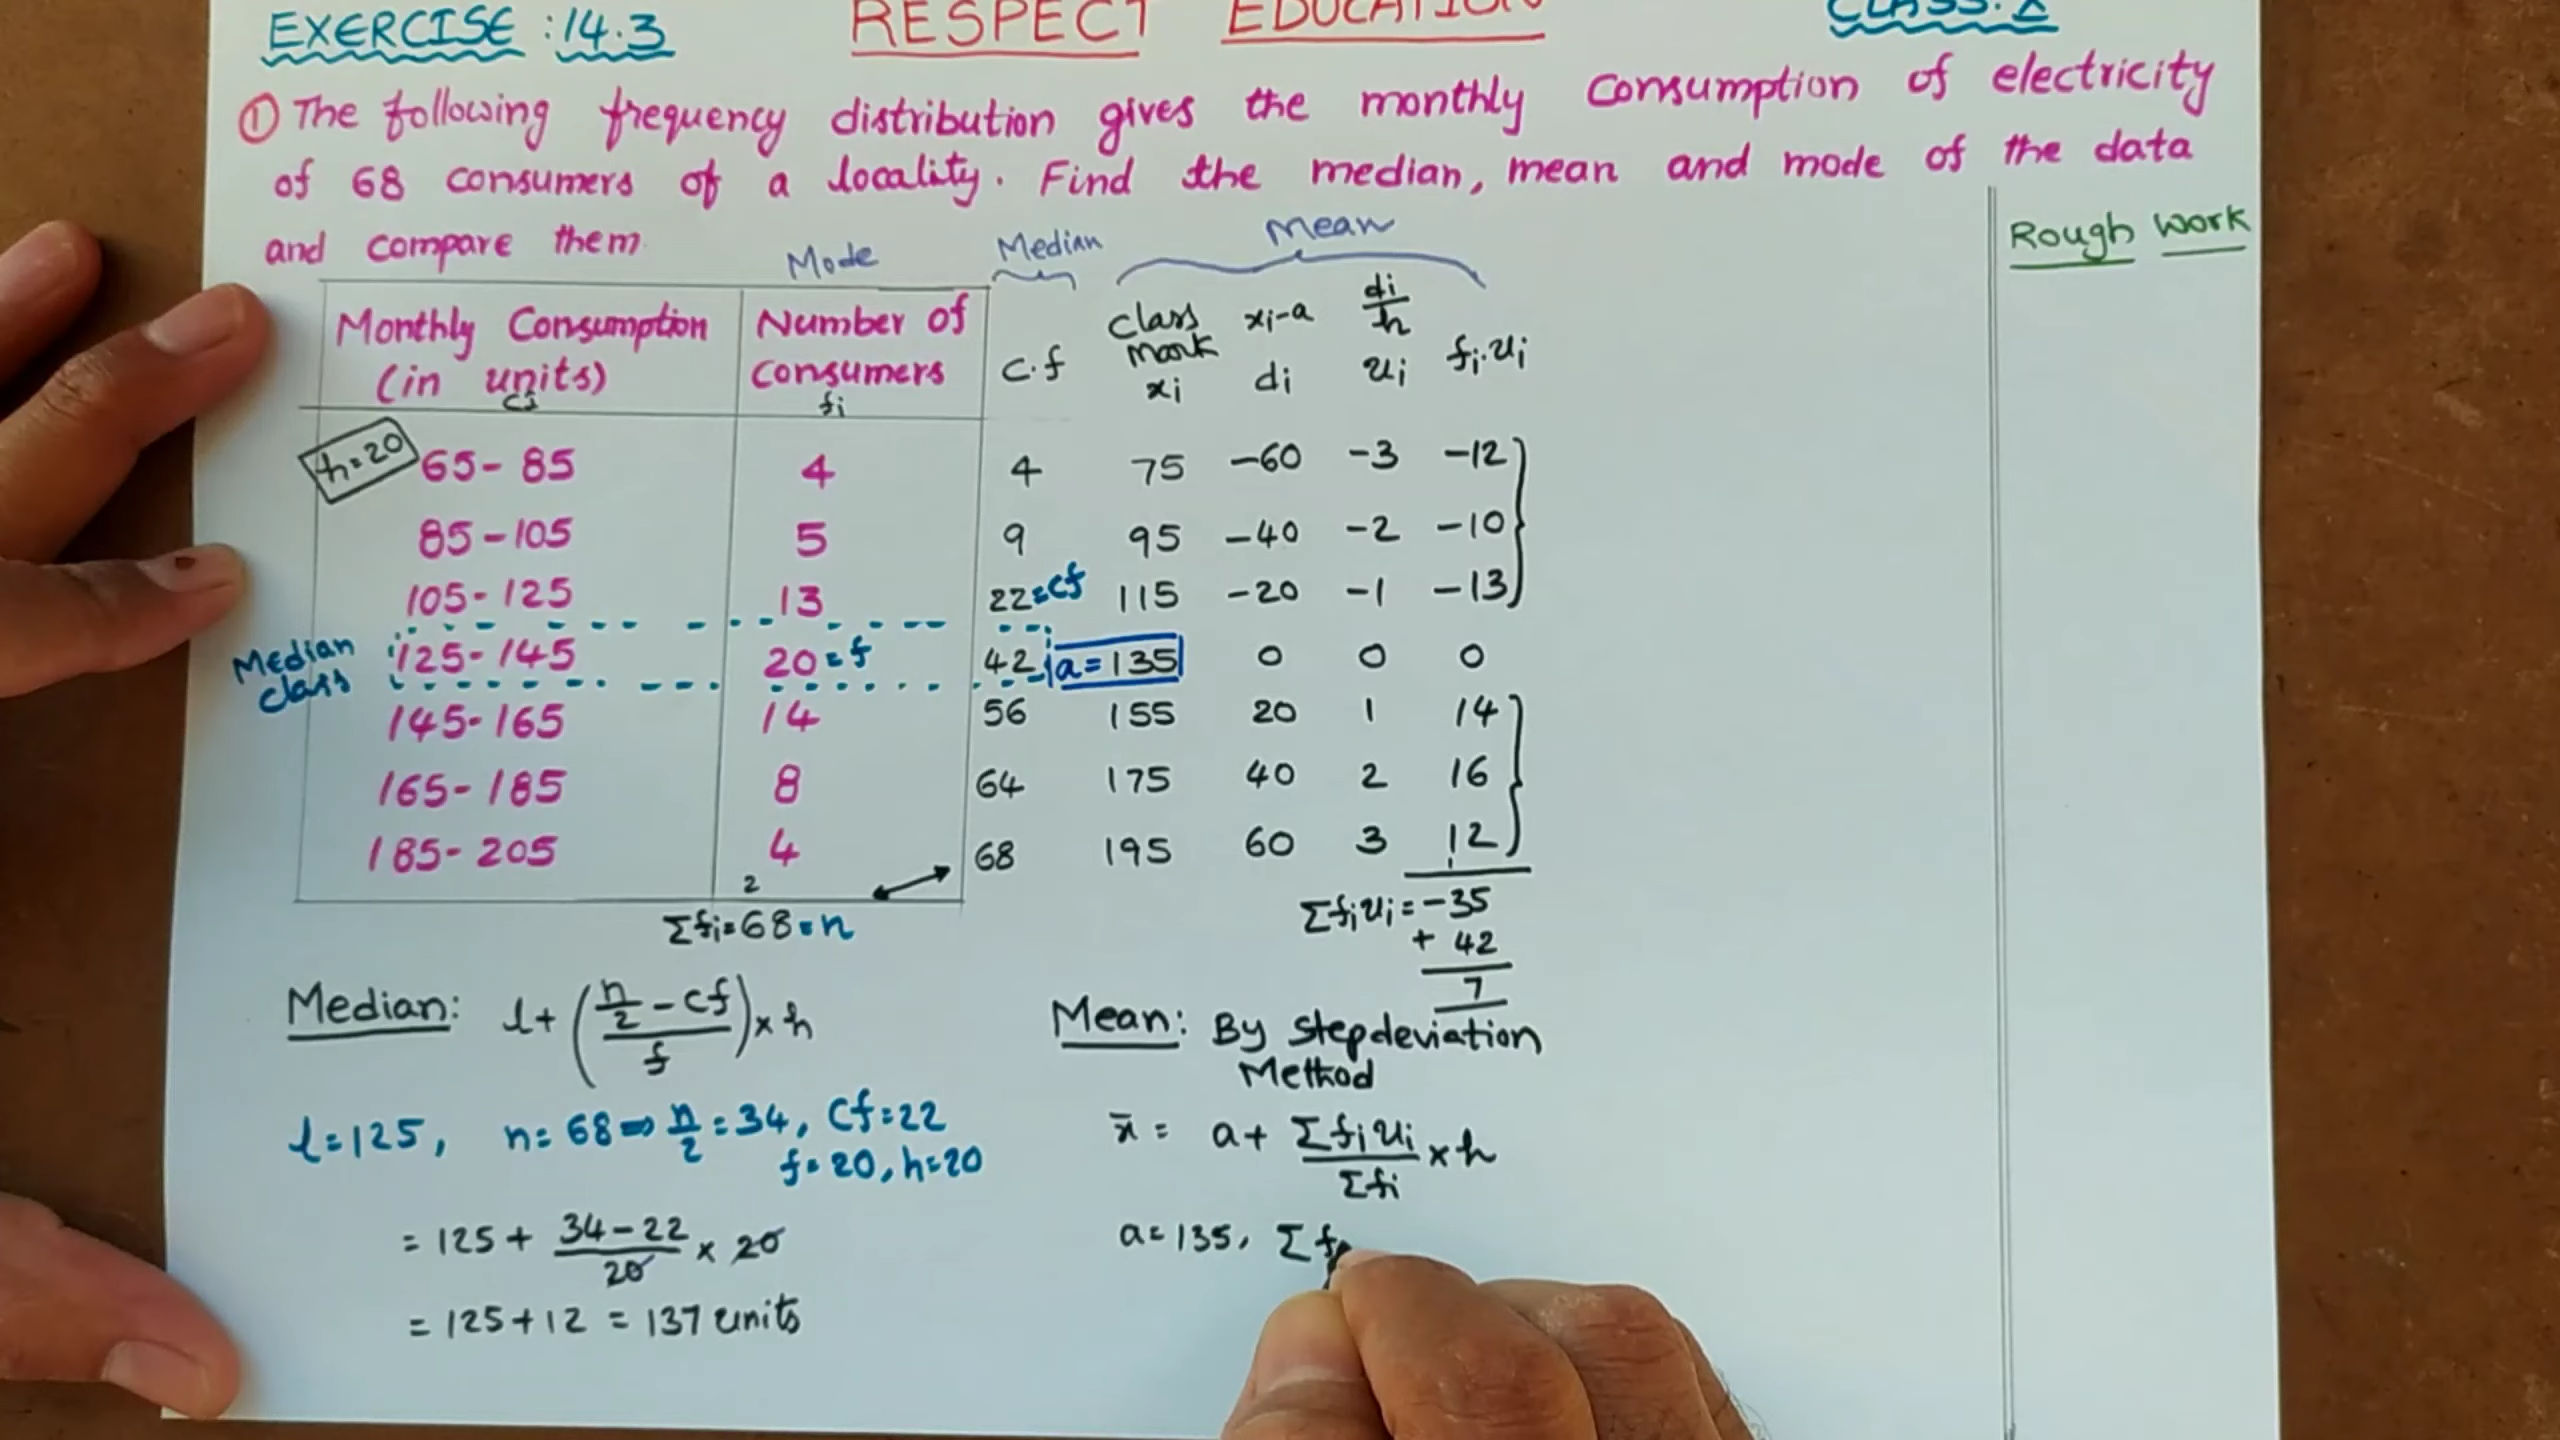 EXERCISE : 14.3 RESPECT EDUCATION CLASS: X
① The following frequency distribution gives the monthly consumption of electricity
of 68 consumers of a locality. Find the median, mean and mode of the data
and compare them
Mode Median Mean
Rough Work
Monthly Consumption (in units) ci
Number of consumers fi
c.f
class mark xi
xi-a di
di/h ui
fi.ui
h=20
65-85 4 4 75 -60 -3 -12
85-105 5 9 95 -40 -2 -10
105-125 13 22=cf 115 -20 -1 -13
Median class 125-145 20=f 42 a=135 0 0 0
145-165 14 56 155 20 1 14
165-185 8 64 175 40 2 16
185-205 4 68 195 60 3 12
2
Σfi=68=n
Σfiui=-35
+ 42
7
Median: l+(n/2-cf/f)×h
l=125, n=68⇒n/2=34, Cf=22
f=20, h=20
= 125+ 34-22/20 × 20
= 125+12 = 137 units
Mean: By Stepdeviation
Method
x̄ = a+ Σfiui/Σfi ×h
a=135, Σf